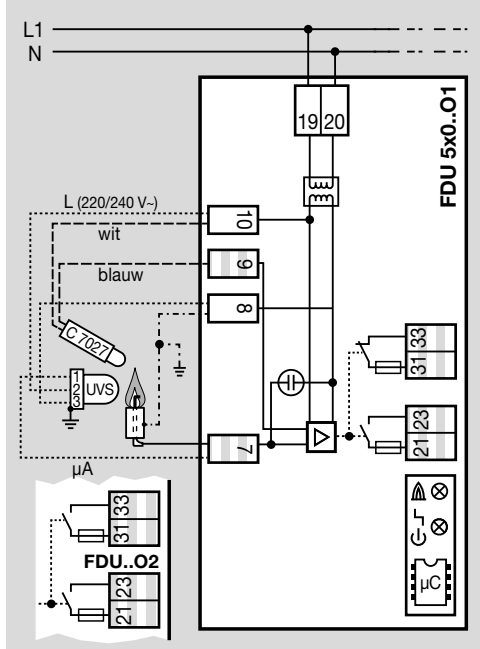 L1
N
19 20
FDU 5x0..O1
L (220/240 V~)
10
wit
9
blauw
8
C 7027
33
31
1
2
3
UVS
23
21
7
µA
33
31
FDU..O2
23
21
µC